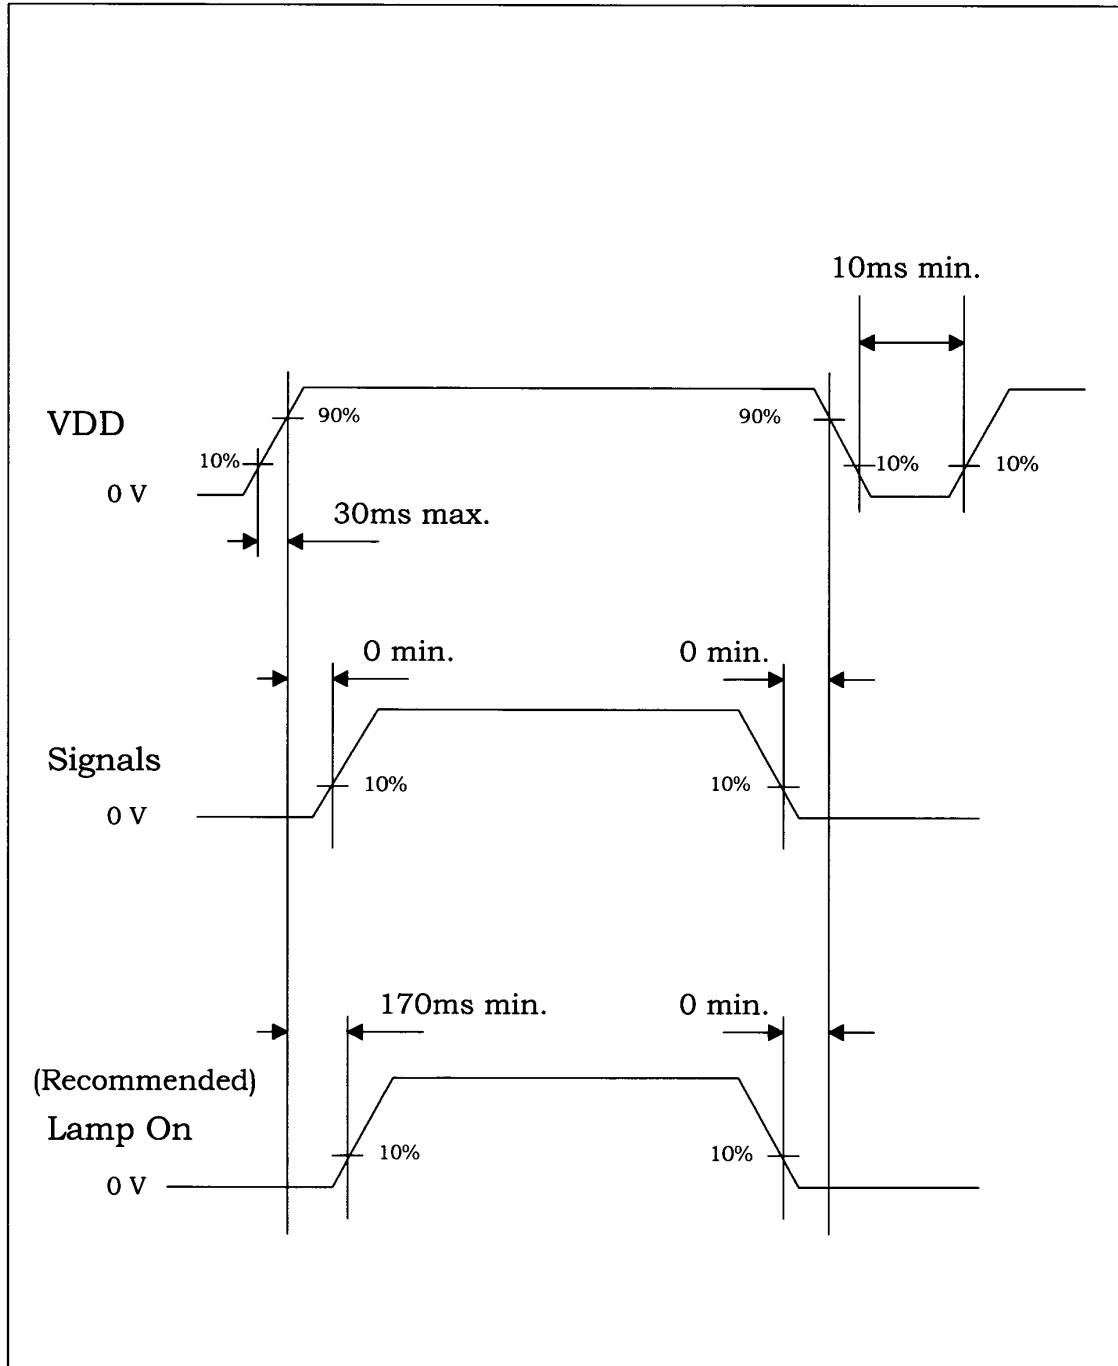 10ms min.
VDD
90%
90%
10%
10%
10%
0 V
30ms max.
0 min.
0 min.
Signals
10%
10%
0 V
170ms min.
0 min.
(Recommended)
Lamp On
10%
10%
0 V